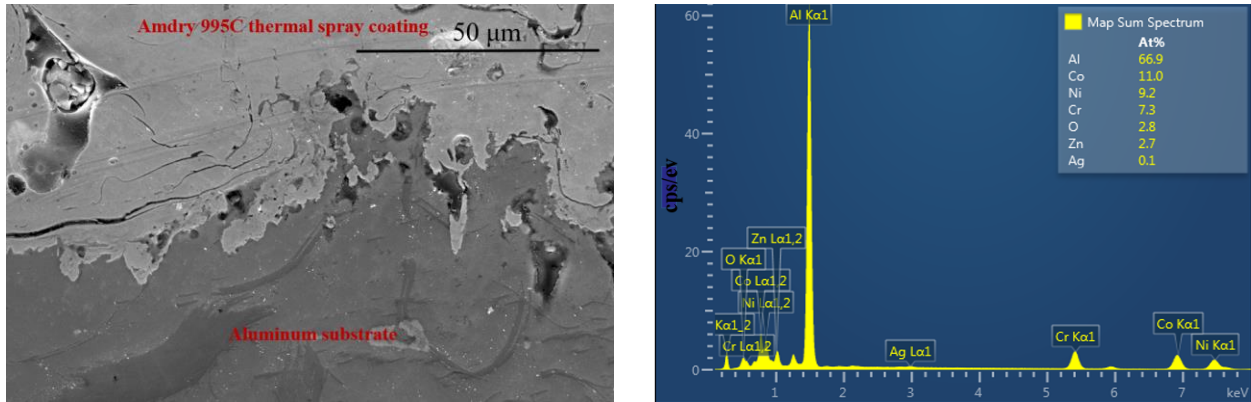 Amdry 995C thermal spray coating
50 μm
Aluminum substrate
60
40
20
0
cps/ev
Al Kα1
Zn Lα1,2
O Kα1
Co Lα1,2
Ni Lα1,2
Kα1_2
Cr Lα1,2
Ag Lα1
Cr Kα1
Co Kα1
Ni Kα1
1 2 3 4 5 6 7 keV
Map Sum Spectrum
At%
Al 66.9
Co 11.0
Ni 9.2
Cr 7.3
O 2.8
Zn 2.7
Ag 0.1